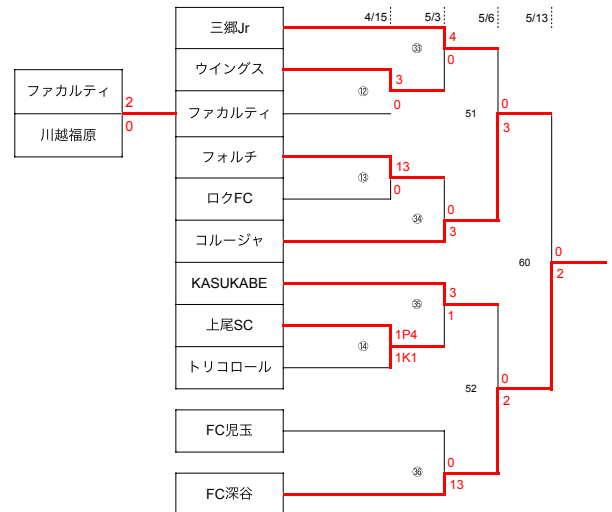 4/15 5/3 5/6 5/13
三郷Jr
4
㉝
0
ウイングス
3
⑫
0
ファカルティ
ファカルティ
2
0
川越福原
51
0
3
フォルチ
13
⑬
0
ロクFC
0
㉞
3
コルージャ
60
0
2
KASUKABE
3
㉟
1
上尾SC
1P4
⑭
1K1
トリコロール
52
0
2
FC児玉
0
㊱
13
FC深谷